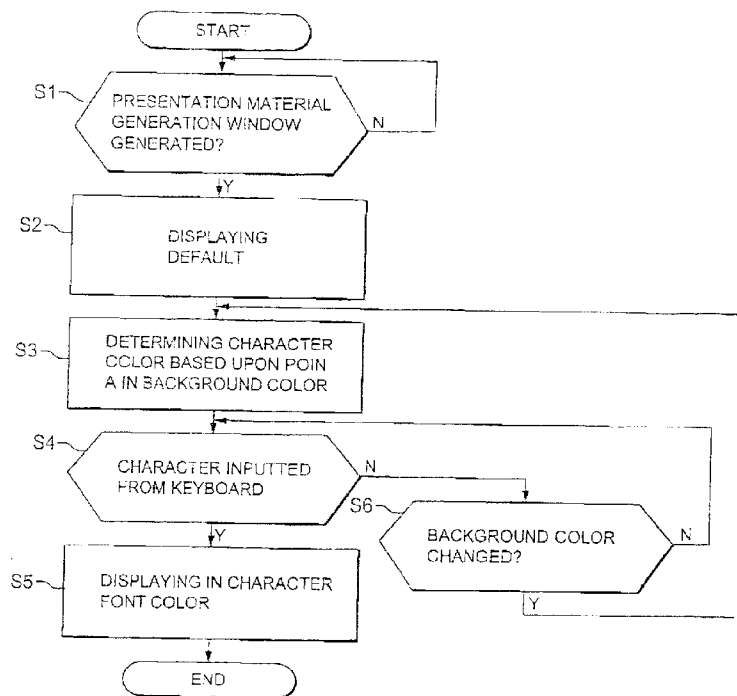 START
S1
PRESENTATION MATERIAL
GENERATION WINDOW
GENERATED?
N
Y
S2
DISPLAYING
DEFAULT
S3
DETERMINING CHARACTER
COLOR BASED UPON POIN
A IN BACKGROUND COLOR
S4
CHARACTER INPUTTED
FROM KEYBOARD
N
Y
S6
BACKGROUND COLOR
CHANGED?
N
Y
S5
DISPLAYING IN CHARACTER
FONT COLOR
END